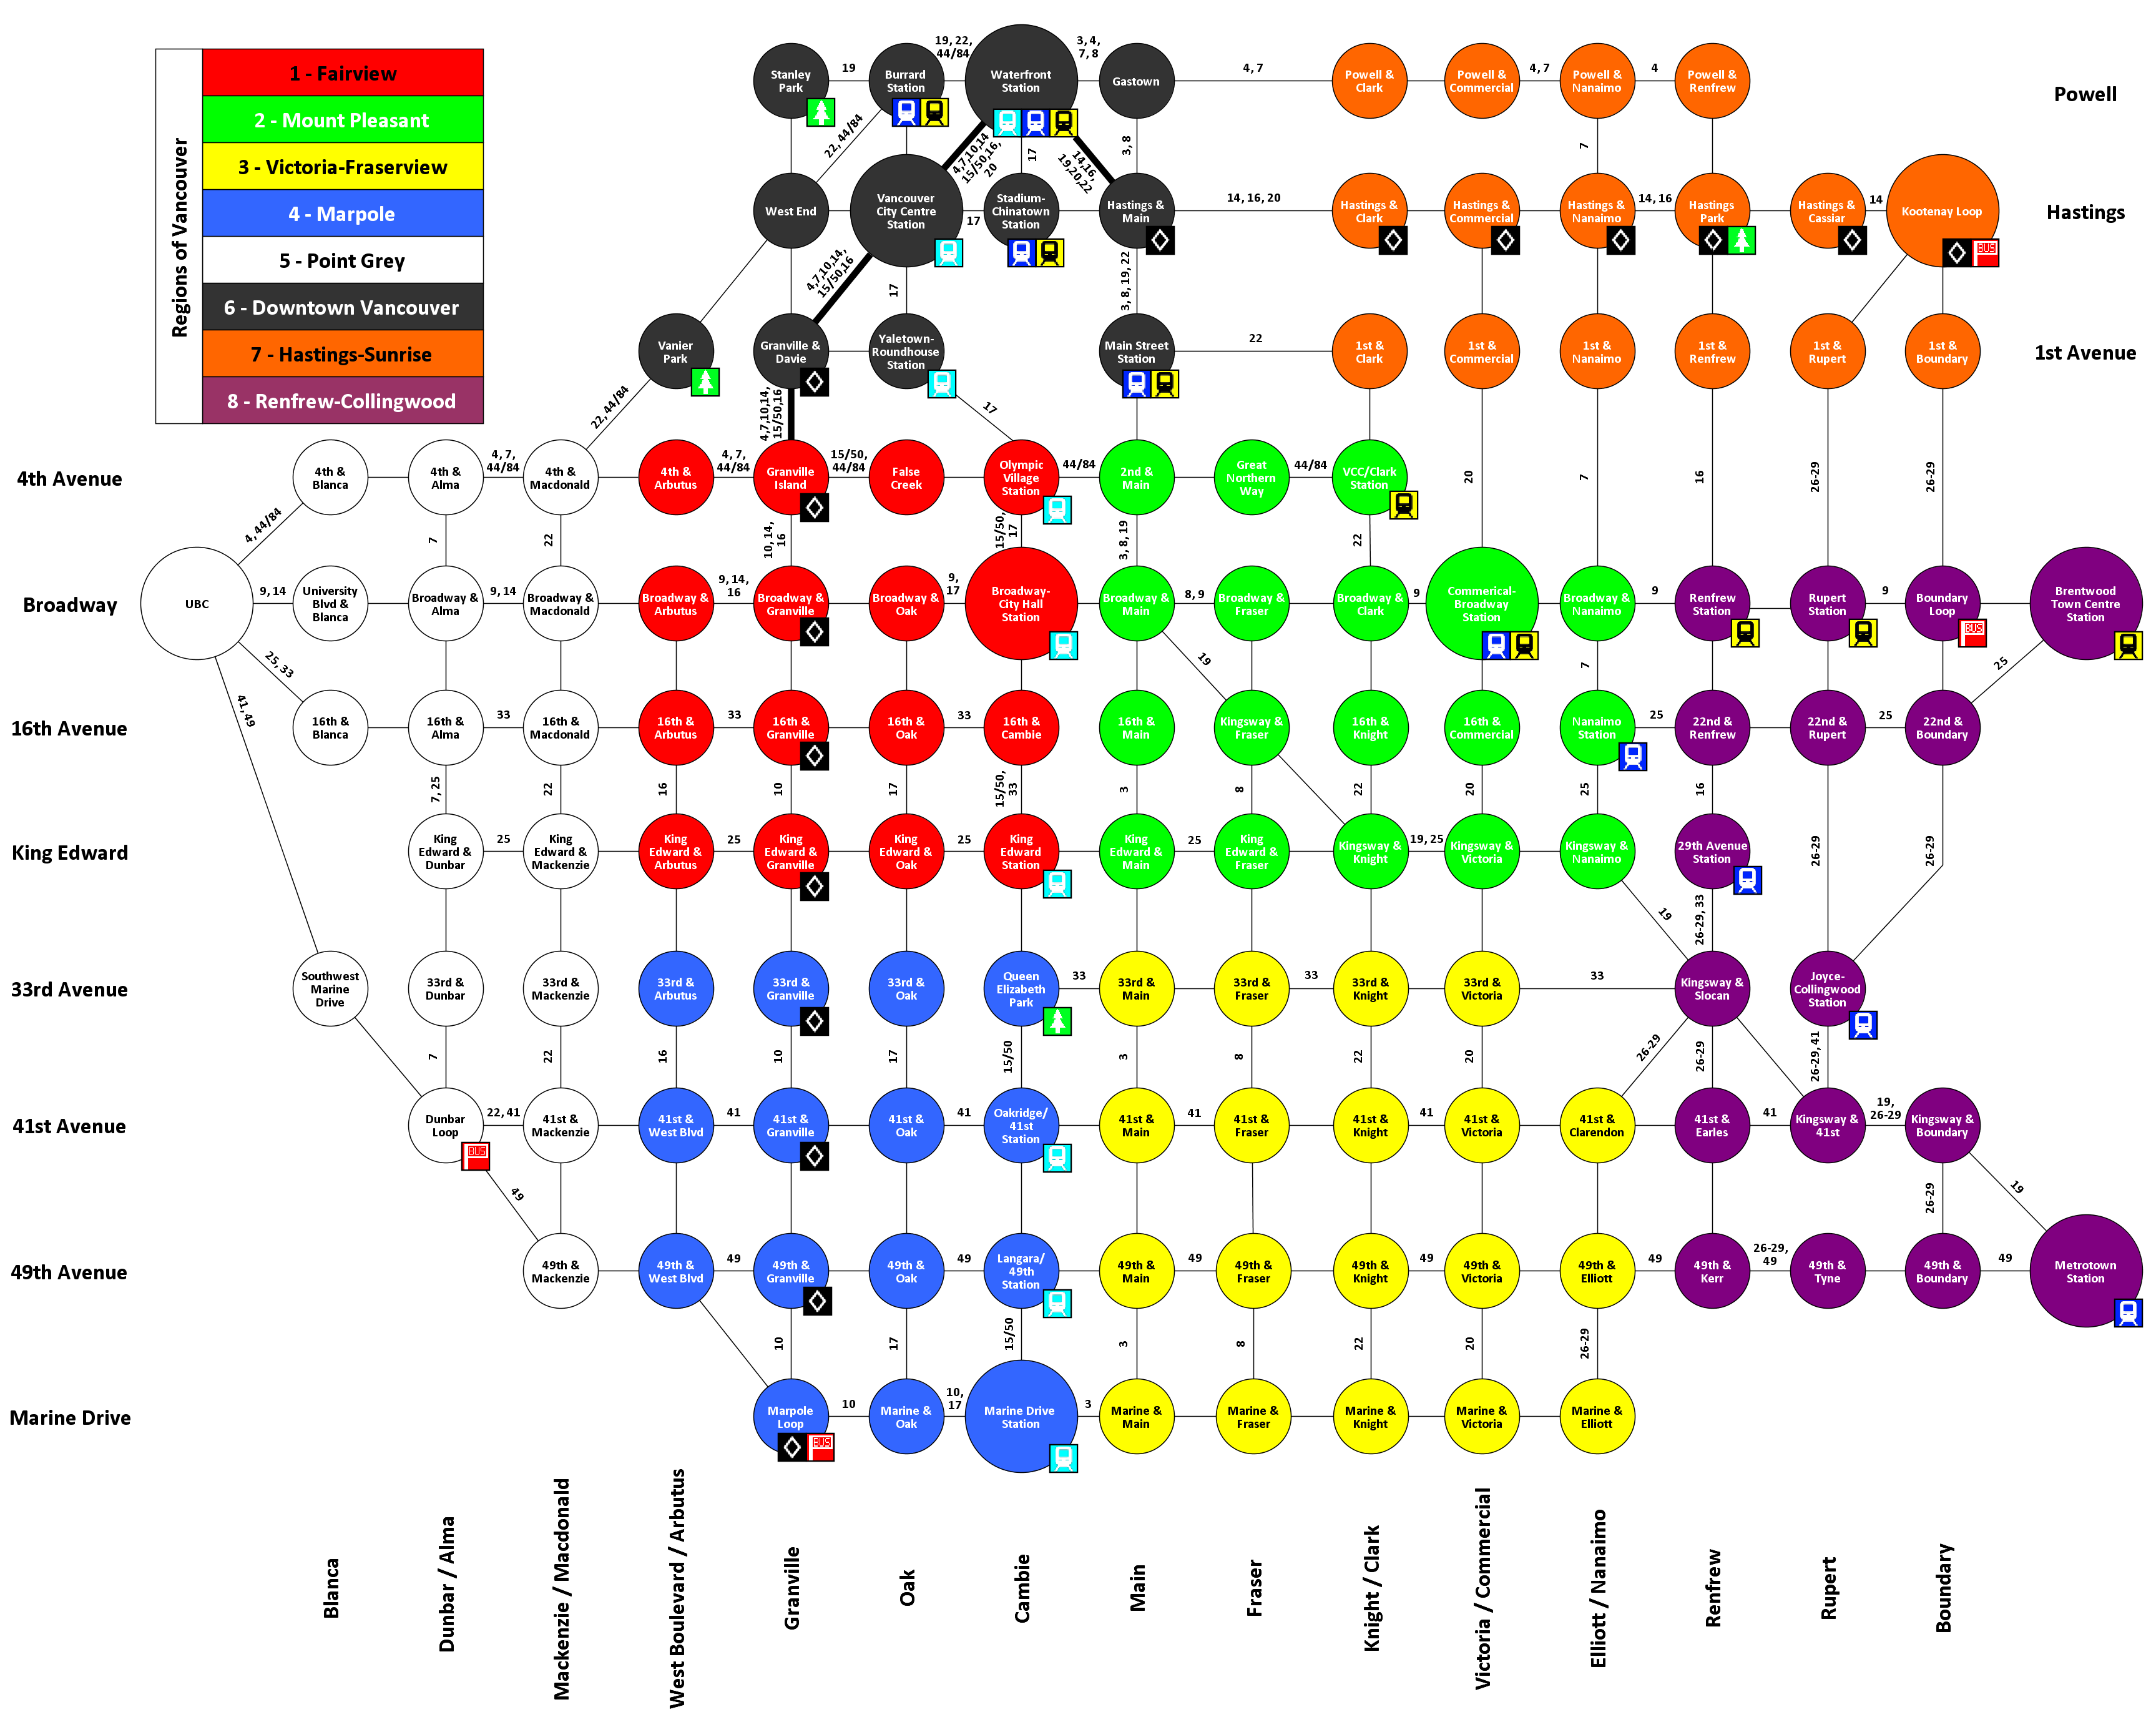 Regions of Vancouver
1 - Fairview
2 - Mount Pleasant
3 - Victoria-Fraserview
4 - Marpole
5 - Point Grey
6 - Downtown Vancouver
7 - Hastings-Sunrise
8 - Renfrew-Collingwood
Stanley
Park
19
Burrard
Station
19, 22,
44/84
Waterfront
Station
3, 4,
7, 8
Gastown
4, 7
Powell &
Clark
Powell &
Commercial
4, 7
Powell &
Nanaimo
4
Powell &
Renfrew
Powell
22, 44/84
4,7,10,14
15/50,16,
20
17
14,16,
19,20,22
3, 8
7
West End
Vancouver
City Centre
Station
17
Stadium-
Chinatown
Station
Hastings &
Main
14, 16, 20
Hastings &
Clark
Hastings &
Commercial
Hastings &
Nanaimo
14, 16
Hastings
Park
Hastings &
Cassiar
14
Kootenay Loop
BUS
Hastings
4,7,10,14,
15/50,16
17
3, 8, 19, 22
Vanier
Park
Granville &
Davie
Yaletown-
Roundhouse
Station
Main Street
Station
22
1st &
Clark
1st &
Commercial
1st &
Nanaimo
1st &
Renfrew
1st &
Rupert
1st &
Boundary
1st Avenue
22, 44/84
4,7,10,14,
15/50,16
17
4th Avenue
4th &
Blanca
4th &
Alma
4, 7,
44/84
4th &
Macdonald
4th &
Arbutus
4, 7,
44/84
Granville
Island
15/50,
44/84
False
Creek
Olympic
Village
Station
44/84
2nd &
Main
Great
Northern
Way
44/84
VCC/Clark
Station
20
7
16
26-29
26-29
4, 44/84
7
22
10, 14,
16
15/50,
17
3, 8, 19
22
Broadway
UBC
9, 14
University
Blvd &
Blanca
Broadway &
Alma
9, 14
Broadway &
Macdonald
Broadway &
Arbutus
9, 14,
16
Broadway &
Granville
Broadway &
Oak
9,
17
Broadway-
City Hall
Station
Broadway &
Main
8, 9
Broadway &
Fraser
Broadway &
Clark
9
Commerical-
Broadway
Station
Broadway &
Nanaimo
9
Renfrew
Station
Rupert
Station
9
Boundary
Loop
BUS
Brentwood
Town Centre
Station
25, 33
41, 49
19
7
25
16th Avenue
16th &
Blanca
16th &
Alma
33
16th &
Macdonald
16th &
Arbutus
33
16th &
Granville
16th &
Oak
33
16th &
Cambie
16th &
Main
Kingsway &
Fraser
16th &
Knight
16th &
Commercial
Nanaimo
Station
25
22nd &
Renfrew
22nd &
Rupert
25
22nd &
Boundary
7, 25
22
16
10
17
15/50,
33
3
8
22
20
25
16
26-29
26-29
King Edward
King
Edward &
Dunbar
25
King
Edward &
Mackenzie
King
Edward &
Arbutus
25
King
Edward &
Granville
King
Edward &
Oak
25
King
Edward
Station
King
Edward &
Main
25
King
Edward &
Fraser
Kingsway &
Knight
19, 25
Kingsway &
Victoria
Kingsway &
Nanaimo
29th Avenue
Station
19
26-29, 33
33rd Avenue
Southwest
Marine
Drive
33rd &
Dunbar
33rd &
Mackenzie
33rd &
Arbutus
33rd &
Granville
33rd &
Oak
Queen
Elizabeth
Park
33
33rd &
Main
33rd &
Fraser
33
33rd &
Knight
33rd &
Victoria
33
Kingsway &
Slocan
Joyce-
Collingwood
Station
7
22
16
10
17
15/50
3
8
22
20
26-29
26-29
26-29, 41
41st Avenue
Dunbar
Loop
BUS
22, 41
41st &
Mackenzie
41st &
West Blvd
41
41st &
Granville
41st &
Oak
41
Oakridge/
41st
Station
41st &
Main
41
41st &
Fraser
41st &
Knight
41
41st &
Victoria
41st &
Clarendon
41st &
Earles
41
Kingsway &
41st
19,
26-29
Kingsway &
Boundary
49
26-29
19
49th Avenue
49th &
Mackenzie
49th &
West Blvd
49
49th &
Granville
49th &
Oak
49
Langara/
49th
Station
49th &
Main
49
49th &
Fraser
49th &
Knight
49
49th &
Victoria
49th &
Elliott
49
49th &
Kerr
26-29,
49
49th &
Tyne
49th &
Boundary
49
Metrotown
Station
10
17
15/50
3
8
22
20
26-29
Marine Drive
Marpole
Loop
BUS
10
Marine &
Oak
10,
17
Marine Drive
Station
3
Marine &
Main
Marine &
Fraser
Marine &
Knight
Marine &
Victoria
Marine &
Elliott
Blanca
Dunbar / Alma
Mackenzie / Macdonald
West Boulevard / Arbutus
Granville
Oak
Cambie
Main
Fraser
Knight / Clark
Victoria / Commercial
Elliott / Nanaimo
Renfrew
Rupert
Boundary